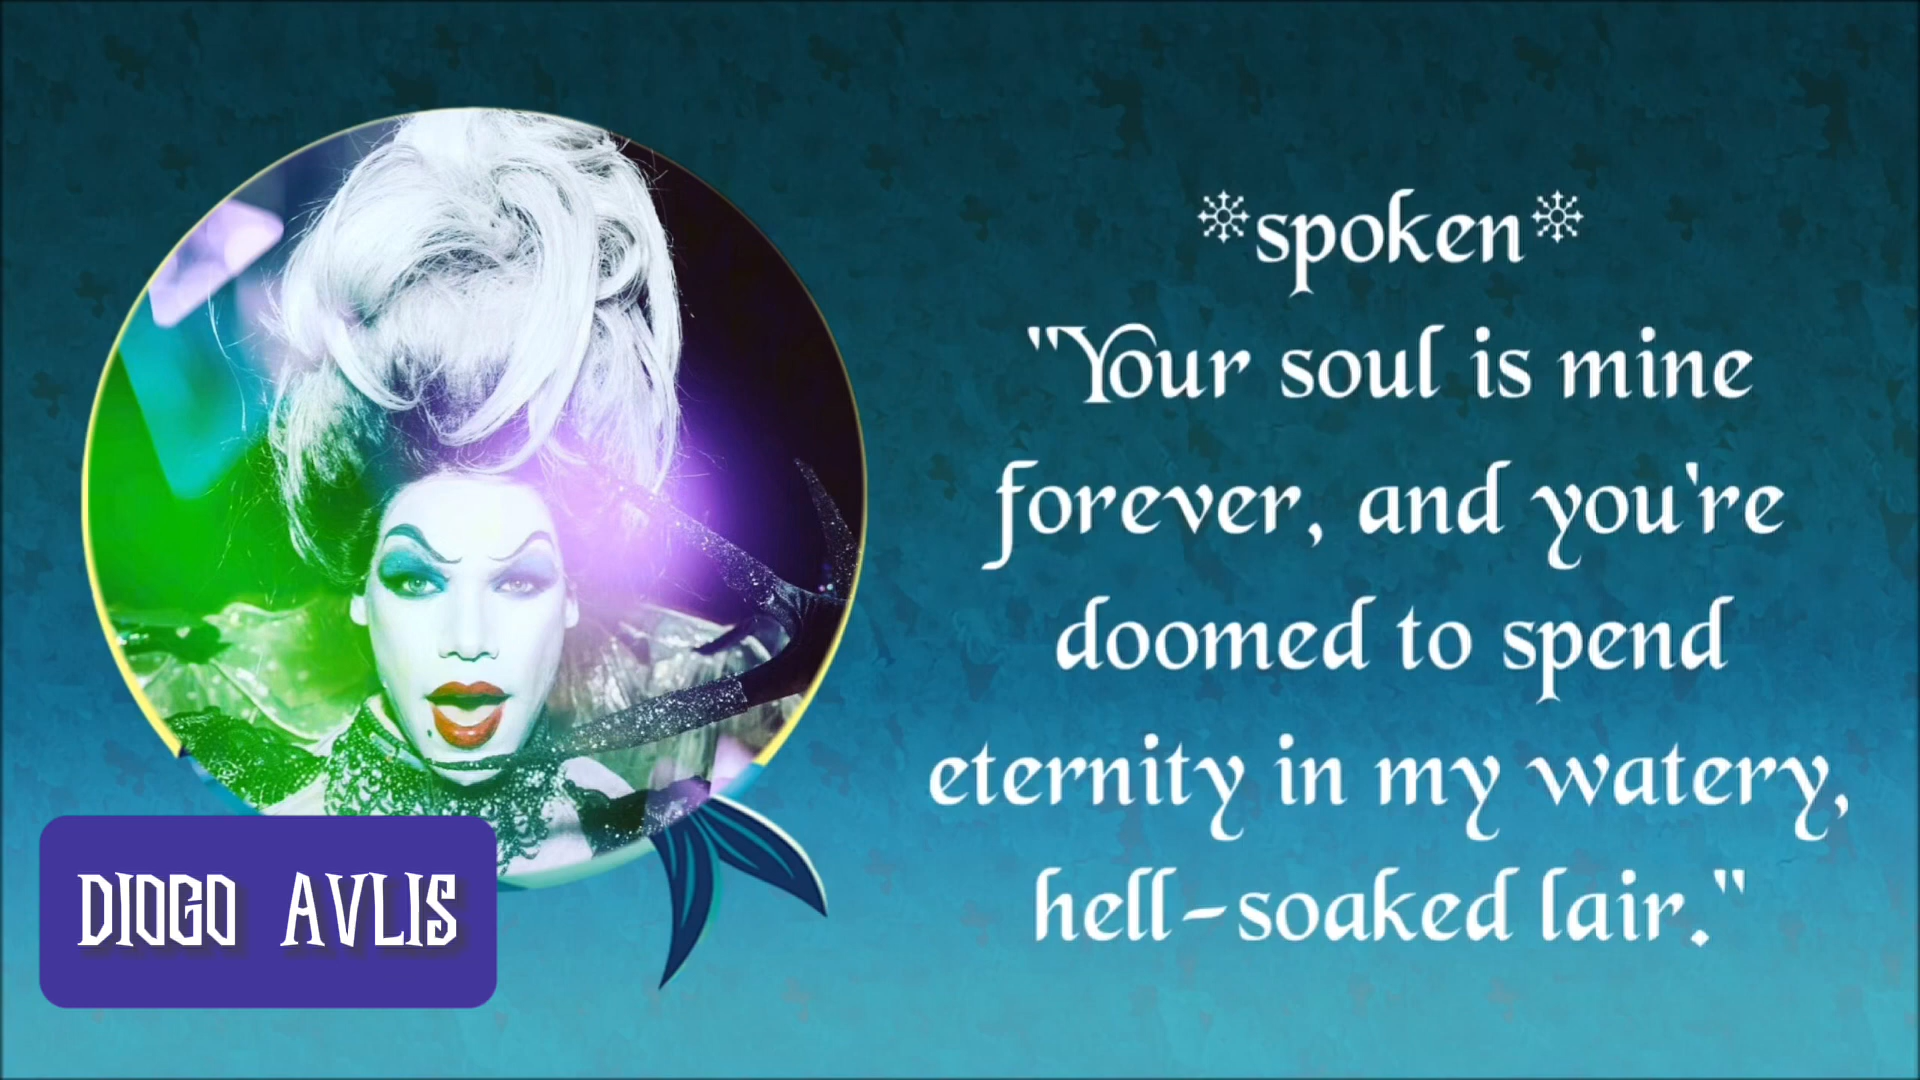 *spoken*
"Your soul is mine
forever, and you're
doomed to spend
eternity in my watery,
hell-soaked lair."
DIOGO AVLIS